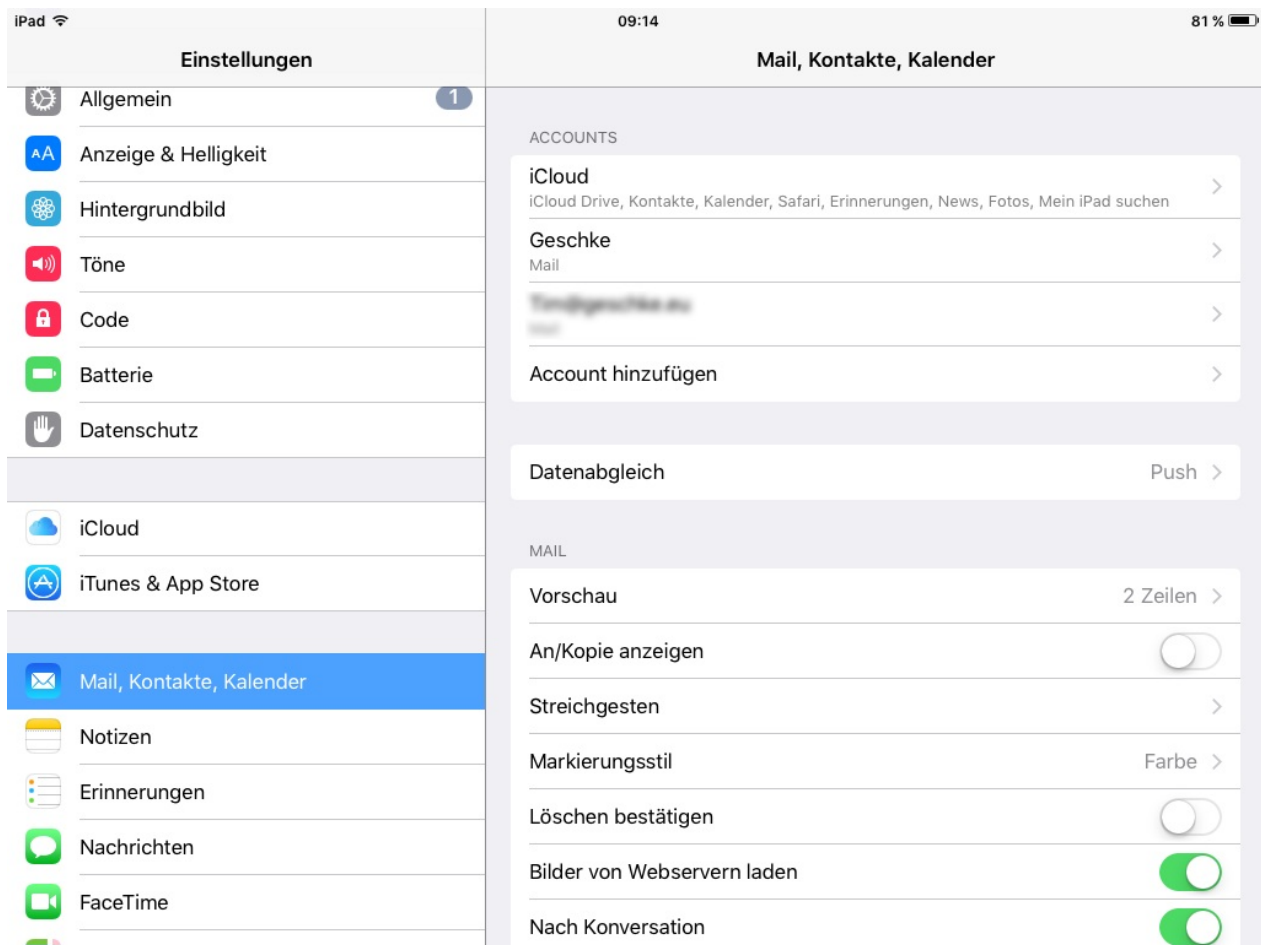 iPad 09:14 81 %
Einstellungen
Allgemein 1
AA Anzeige & Helligkeit
Hintergrundbild
Töne
Code
Batterie
Datenschutz
iCloud
iTunes & App Store
Mail, Kontakte, Kalender
Notizen
Erinnerungen
Nachrichten
FaceTime
Mail, Kontakte, Kalender
ACCOUNTS
iCloud
iCloud Drive, Kontakte, Kalender, Safari, Erinnerungen, News, Fotos, Mein iPad suchen
Geschke
Mail
Account hinzufügen
Datenabgleich Push
MAIL
Vorschau 2 Zeilen
An/Kopie anzeigen
Streichgesten
Markierungsstil Farbe
Löschen bestätigen
Bilder von Webservern laden
Nach Konversation